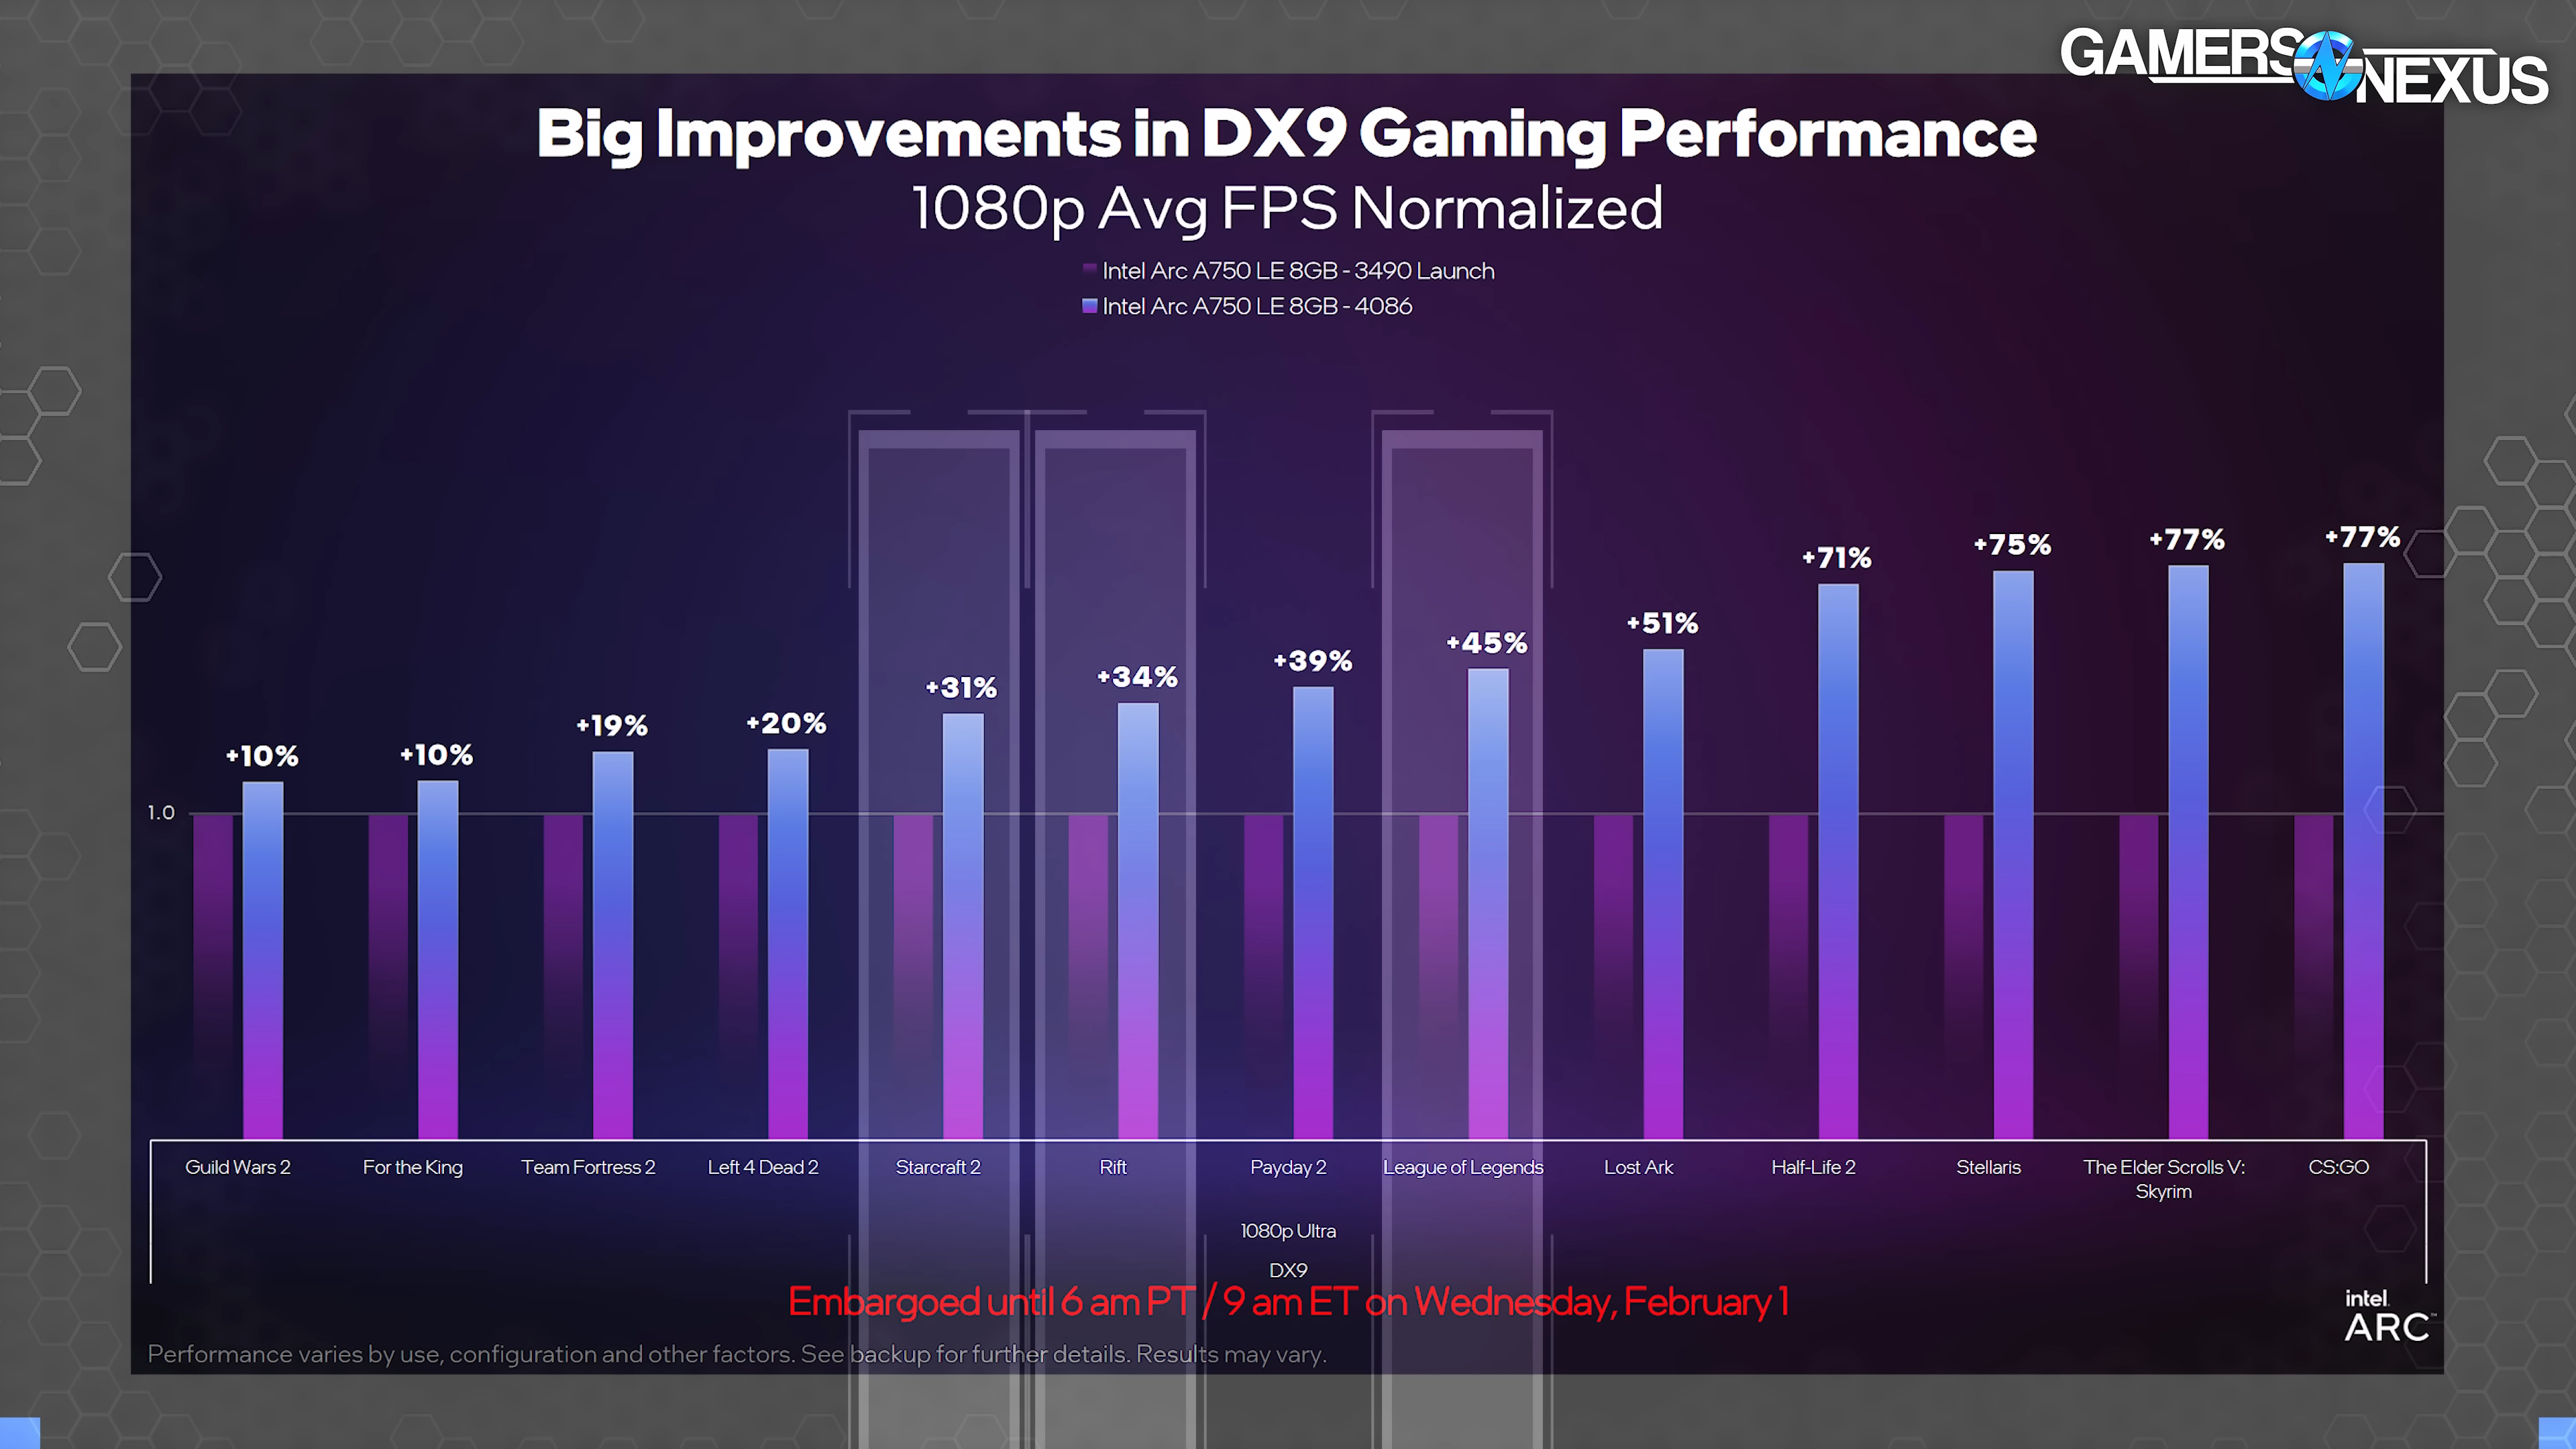 GAMERS NEXUS
Big Improvements in DX9 Gaming Performance
1080p Avg FPS Normalized
Intel Arc A750 LE 8GB - 3490 Launch
Intel Arc A750 LE 8GB - 4086
+10%
+10%
+19%
+20%
+31%
+34%
+39%
+45%
+51%
+71%
+75%
+77%
+77%
1.0
Guild Wars 2
For the King
Team Fortress 2
Left 4 Dead 2
Starcraft 2
Rift
Payday 2
League of Legends
Lost Ark
Half-Life 2
Stellaris
The Elder Scrolls V:
Skyrim
CS:GO
1080p Ultra
DX9
Embargoed until 6 am PT / 9 am ET on Wednesday, February 1
intel
ARC™
Performance varies by use, configuration and other factors. See backup for further details. Results may vary.